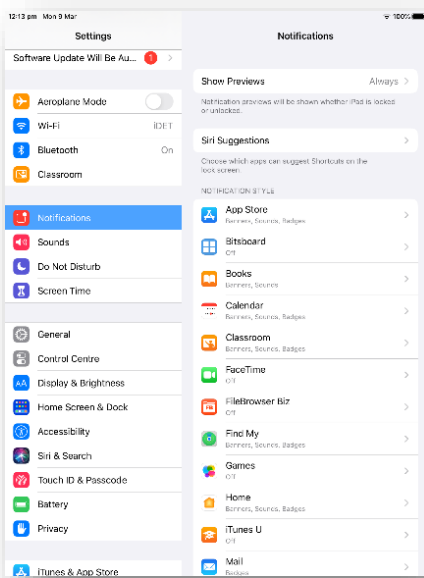 12:13 pm Mon 9 Mar
100%
Settings
Software Update Will Be Au... 1
Aeroplane Mode
Wi-Fi iDET
Bluetooth On
Classroom
Notifications
Sounds
Do Not Disturb
Screen Time
General
Control Centre
AA Display & Brightness
Home Screen & Dock
Accessibility
Siri & Search
Touch ID & Passcode
Battery
Privacy
iTunes & App Store
Notifications
Show Previews Always
Notification previews will be shown whether iPad is locked
or unlocked.
Siri Suggestions
Choose which apps can suggest Shortcuts on the
lock screen.
NOTIFICATION STYLE
App Store
Banners, Sounds, Badges
Bitsboard
Off
Books
Banners, Sounds
Calendar
Banners, Sounds, Badges
Classroom
Banners, Sounds, Badges
FaceTime
Off
FileBrowser Biz
Off
Find My
Banners, Sounds, Badges
Games
Off
Home
Banners, Sounds, Badges
iTunes U
Off
Mail
Badges